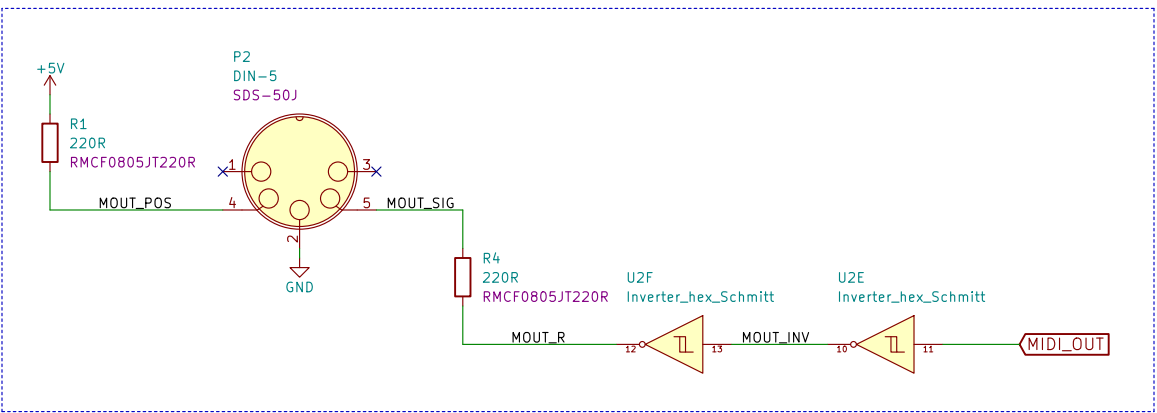 P2
DIN-5
SDS-50J
+5V
R1
220R
RMCF0805JT220R
1
3
MOUT_POS
4
5
MOUT_SIG
2
GND
R4
220R
RMCF0805JT220R
U2F
Inverter_hex_Schmitt
U2E
Inverter_hex_Schmitt
MOUT_R
12
13
MOUT_INV
10
11
MIDI_OUT